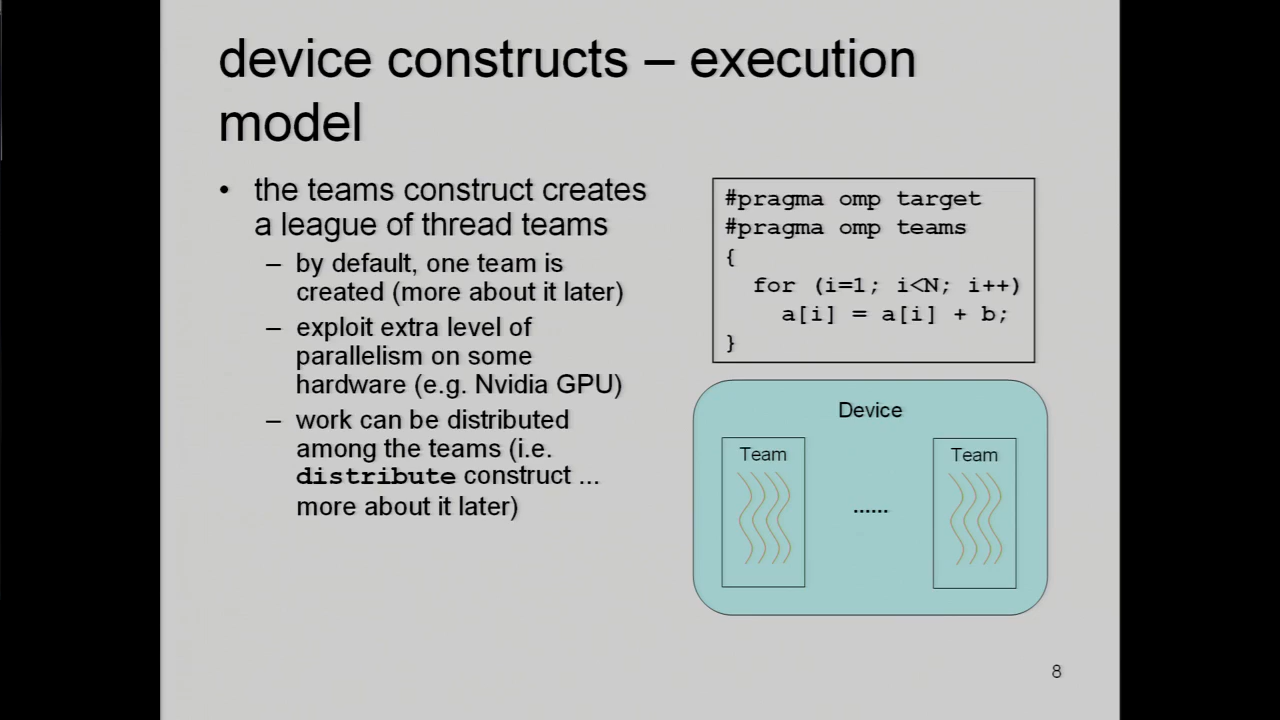 device constructs – execution
model
• the teams construct creates
a league of thread teams
– by default, one team is
created (more about it later)
– exploit extra level of
parallelism on some
hardware (e.g. Nvidia GPU)
– work can be distributed
among the teams (i.e.
distribute construct ...
more about it later)
#pragma omp target
#pragma omp teams
{
for (i=1; i<N; i++)
a[i] = a[i] + b;
}
Device
Team
......
Team
8